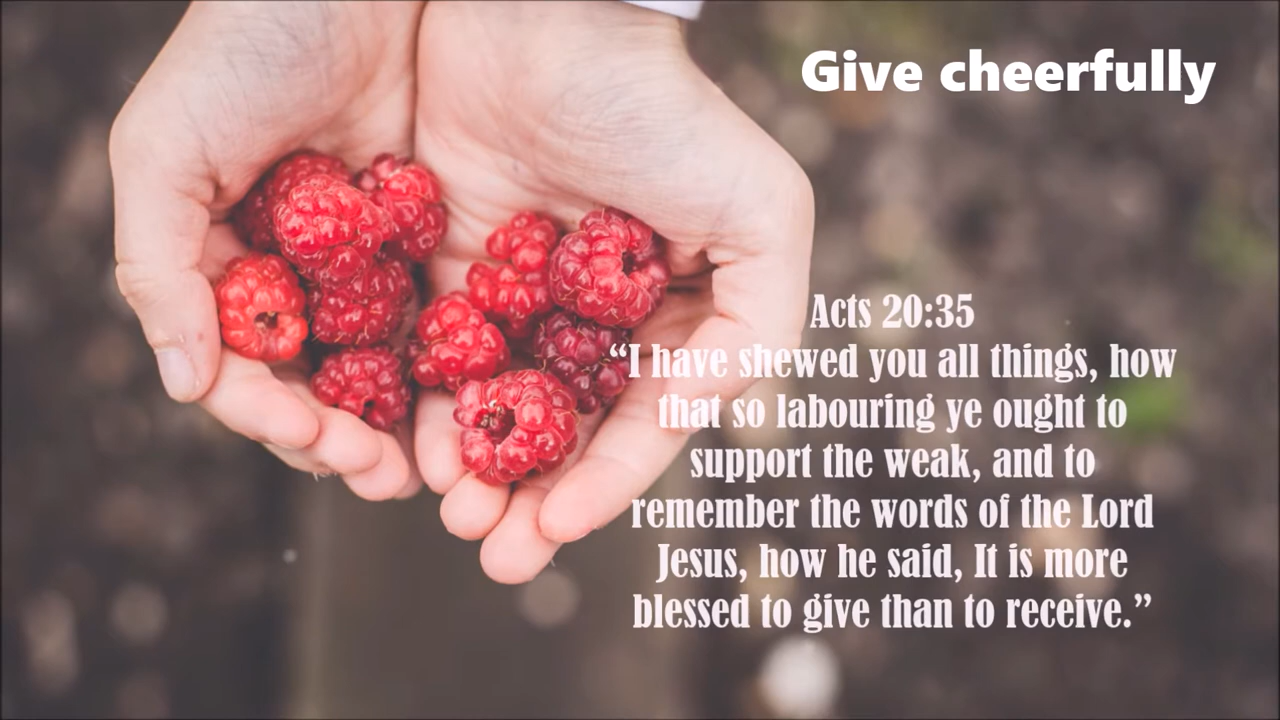 Give cheerfully
Acts 20:35
“I have shewed you all things, how
that so labouring ye ought to
support the weak, and to
remember the words of the Lord
Jesus, how he said, It is more
blessed to give than to receive.”